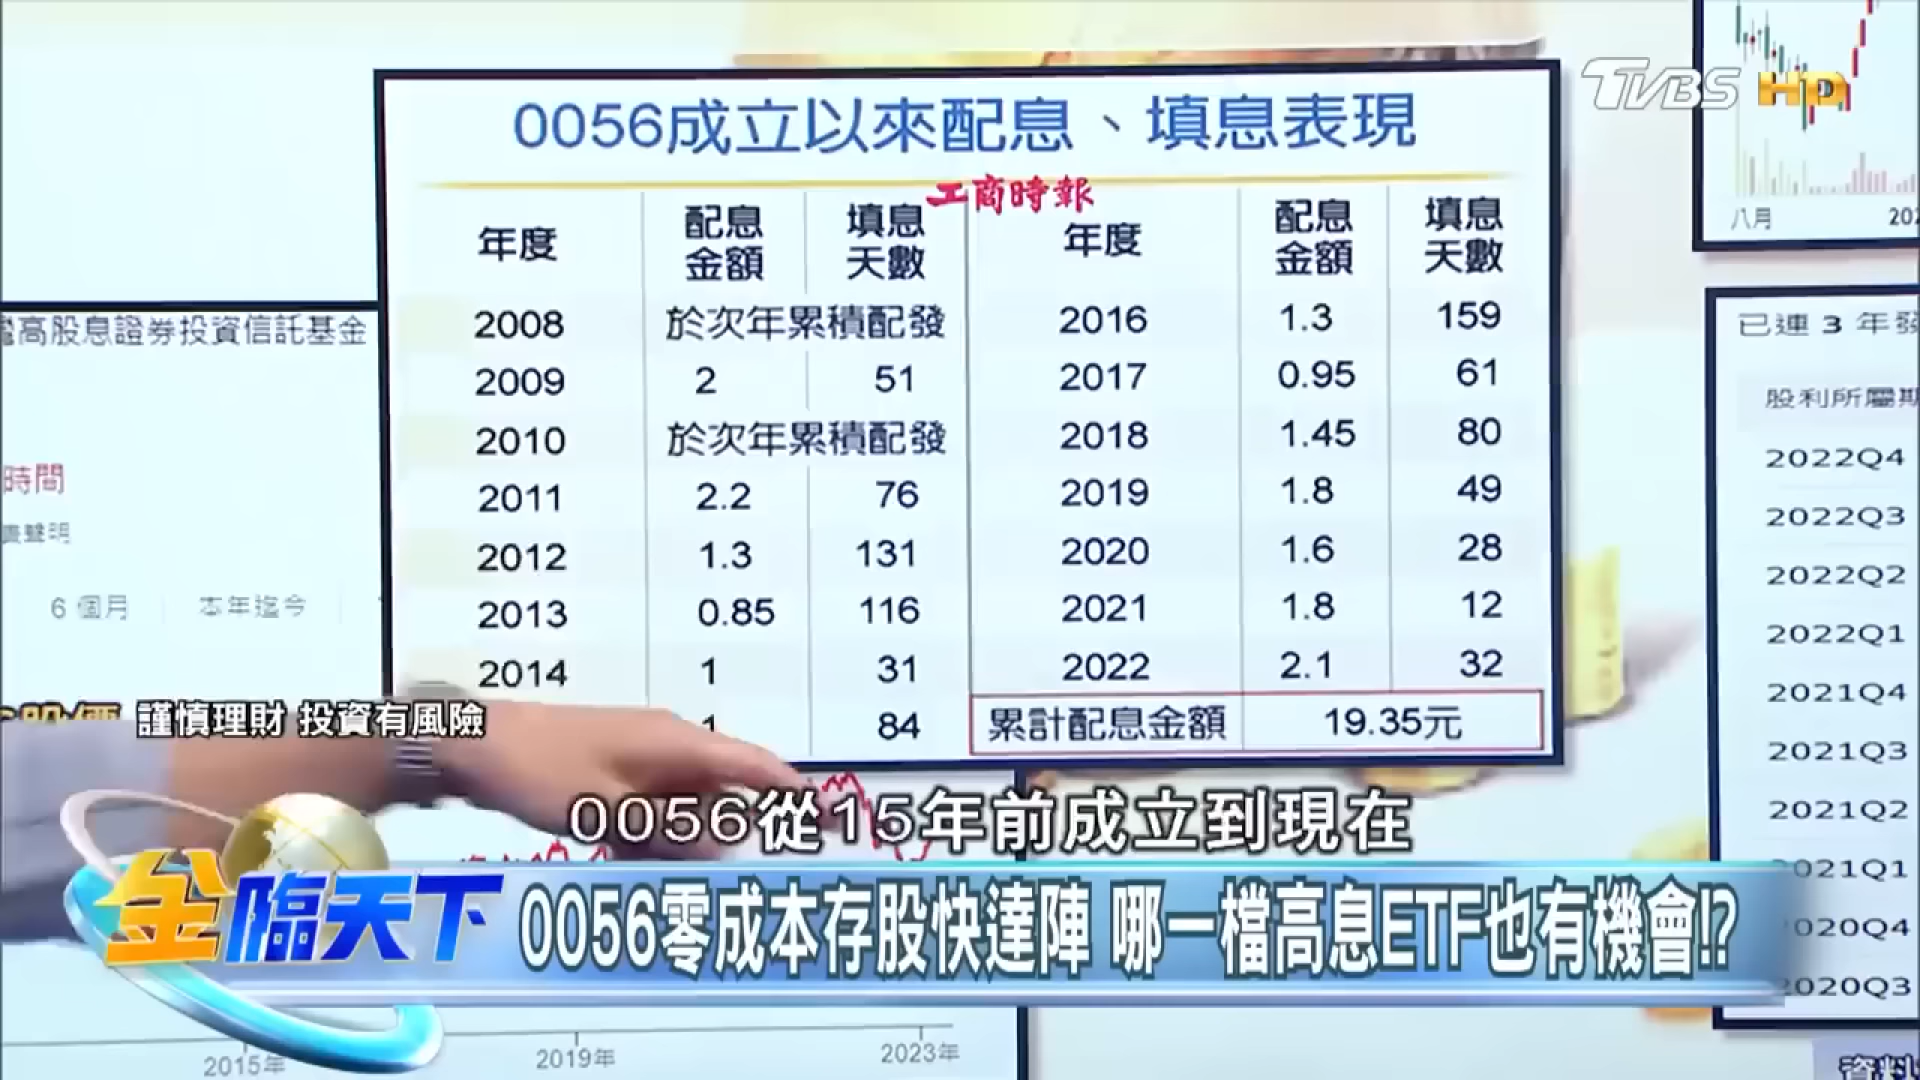 TVBS HD
0056成立以來配息、填息表現
工商時報
年度 配息金額 填息天數 年度 配息金額 填息天數
2008 於次年累積配發 2016 1.3 159
2009 2 51 2017 0.95 61
2010 於次年累積配發 2018 1.45 80
2011 2.2 76 2019 1.8 49
2012 1.3 131 2020 1.6 28
2013 0.85 116 2021 1.8 12
2014 1 31 2022 2.1 32
1 84 累計配息金額 19.35元
高股息證券投資信託基金
時間
責聲明
6 個月 本年迄今
謹慎理財 投資有風險
八月
已連 3 年發
股利所屬期
2022Q4
2022Q3
2022Q2
2022Q1
2021Q4
2021Q3
2021Q2
2021Q1
2020Q4
2020Q3
0056從15年前成立到現在
金臨天下
0056零成本存股快達陣 哪一檔高息ETF也有機會!?
2015年 2019年 2023年
資料